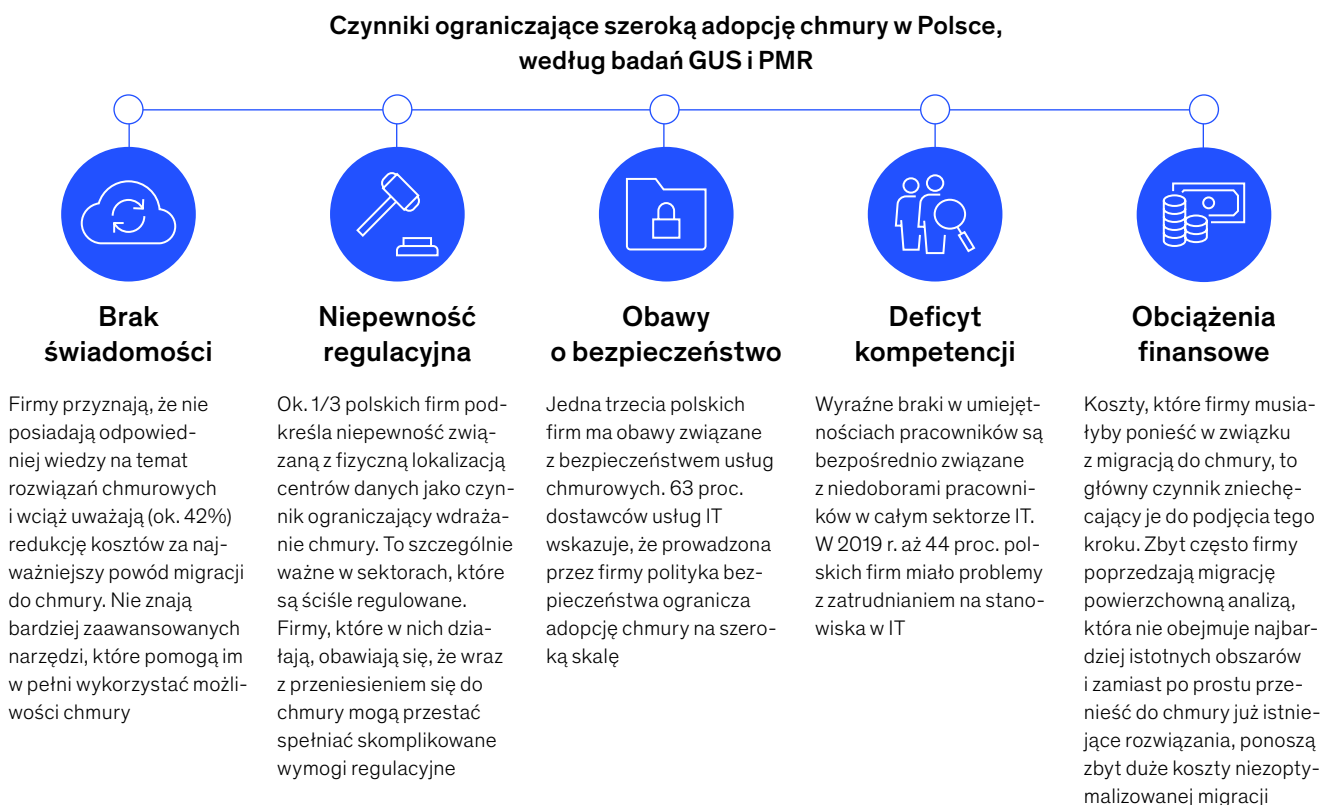 Czynniki ograniczające szeroką adopcję chmury w Polsce,
według badań GUS i PMR
Brak
świadomości
Firmy przyznają, że nie
posiadają odpowied-
niej wiedzy na temat
rozwiązań chmurowych
i wciąż uważają (ok. 42%)
redukcję kosztów za naj-
ważniejszy powód migracji
do chmury. Nie znają
bardziej zaawansowanych
narzędzi, które pomogą im
w pełni wykorzystać możli-
wości chmury
Niepewność
regulacyjna
Ok. 1/3 polskich firm pod-
kreśla niepewność zwią-
zaną z fizyczną lokalizacją
centrów danych jako czyn-
nik ograniczający wdraża-
nie chmury. To szczególnie
ważne w sektorach, które
są ściśle regulowane.
Firmy, które w nich dzia-
łają, obawiają się, że wraz
z przeniesieniem się do
chmury mogą przestać
spełniać skomplikowane
wymogi regulacyjne
Obawy
o bezpieczeństwo
Jedna trzecia polskich
firm ma obawy związane
z bezpieczeństwem usług
chmurowych. 63 proc.
dostawców usług IT
wskazuje, że prowadzona
przez firmy polityka bez-
pieczeństwa ogranicza
adopcję chmury na szero-
ką skalę
Deficyt
kompetencji
Wyraźne braki w umiejęt-
nościach pracowników są
bezpośrednio związane
z niedoborami pracowni-
ków w całym sektorze IT.
W 2019 r. aż 44 proc. pol-
skich firm miało problemy
z zatrudnianiem na stano-
wiska w IT
Obciążenia
finansowe
Koszty, które firmy musia-
łyby ponieść w związku
z migracją do chmury, to
główny czynnik zniechę-
cający je do podjęcia tego
kroku. Zbyt często firmy
poprzedzają migrację
powierzchowną analizą,
która nie obejmuje najbar-
dziej istotnych obszarów
i zamiast po prostu prze-
nieść do chmury już istnie-
jące rozwiązania, ponoszą
zbyt duże koszty niezopty-
malizowanej migracji